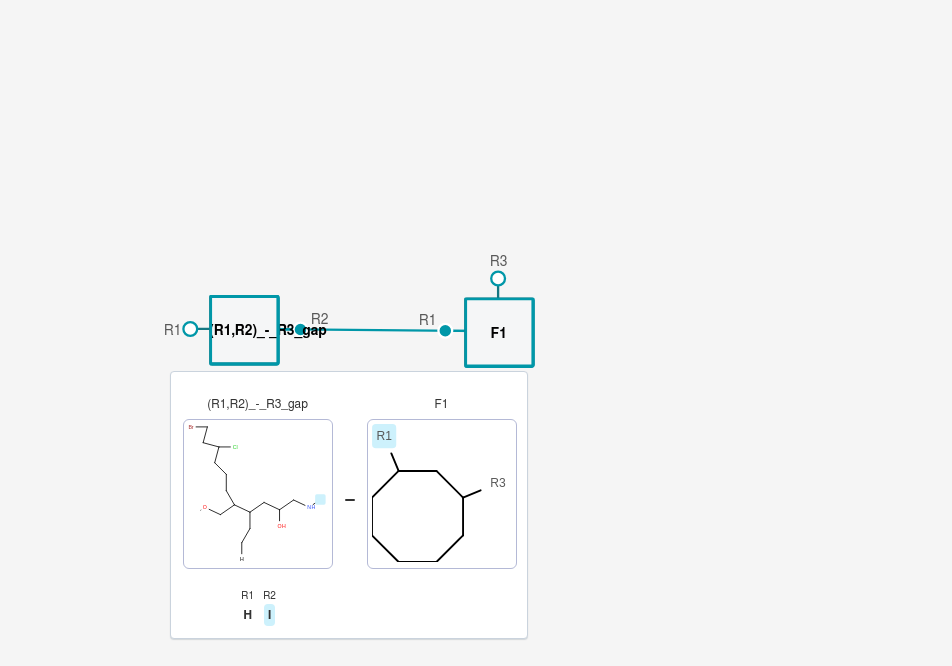 R3
R1 (R1,R2)_-_R3_gap R2 R1 F1
(R1,R2)_-_R3_gap F1
Br
Cl
O
NH
OH
H
R1
R3
–
R1 R2
H I